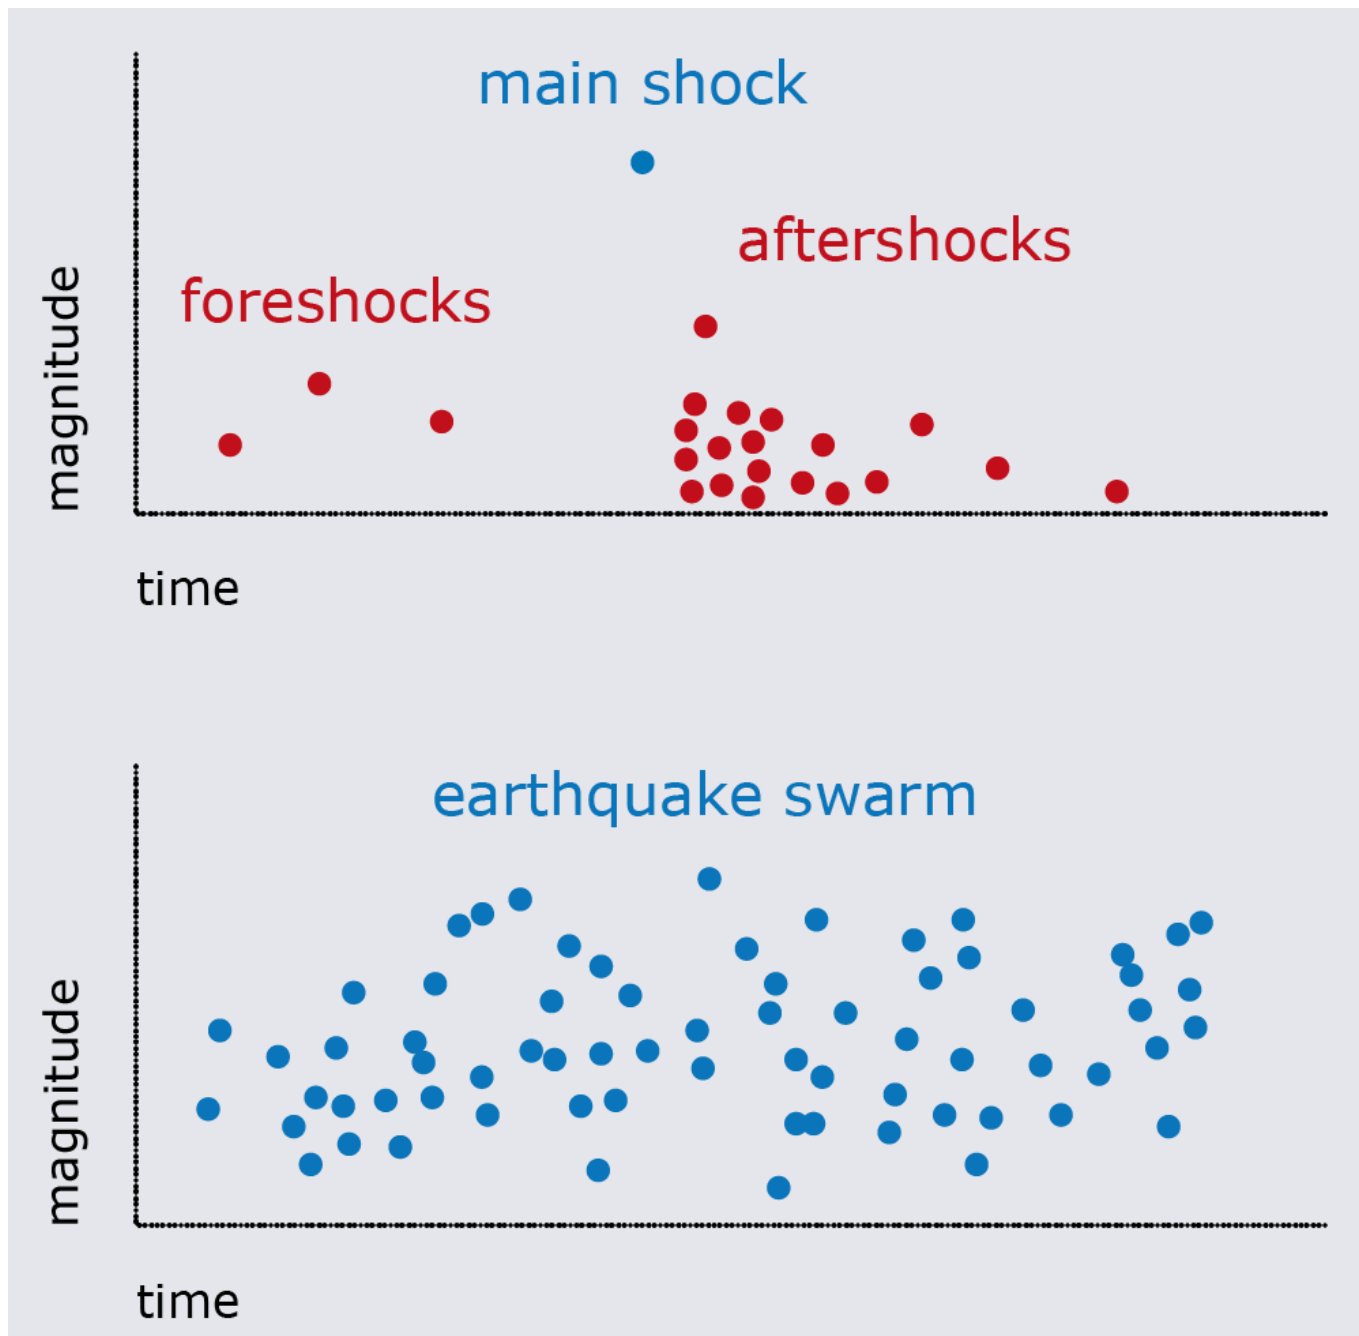 main shock
aftershocks
foreshocks
magnitude
time
earthquake swarm
magnitude
time